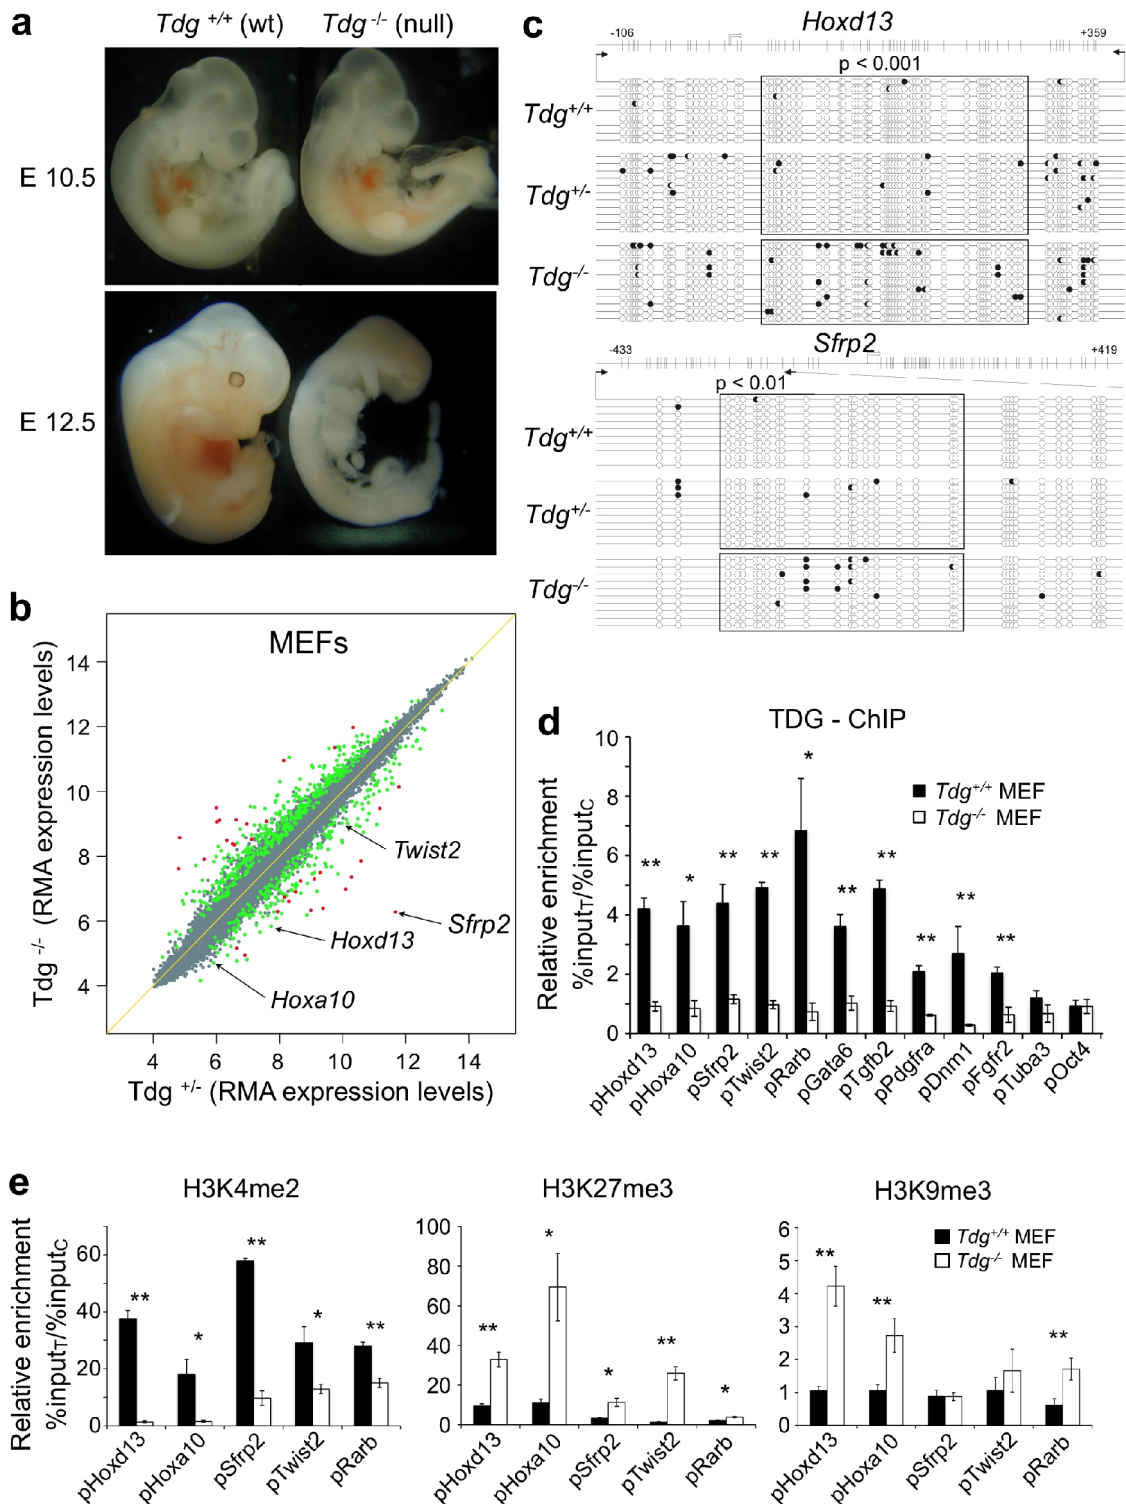 a
Tdg +/+ (wt)
Tdg -/- (null)
E 10.5
E 12.5
b
MEFs
Tdg -/- (RMA expression levels)
14
12
10
8
6
4
Twist2
Sfrp2
Hoxd13
Hoxa10
4 6 8 10 12 14
Tdg +/- (RMA expression levels)
c
Hoxd13
-106 +359
p < 0.001
Tdg+/+
Tdg+/-
Tdg-/-
Sfrp2
-433 +419
p < 0.01
Tdg+/+
Tdg+/-
Tdg-/-
d
TDG - ChIP
Relative enrichment
%inputT/%inputC
10
8
6
4
2
0
Tdg+/+ MEF
Tdg-/- MEF
** * ** ** * ** ** ** ** **
pHoxd13 pHoxa10 pSfrp2 pTwist2 pRarb pGata6 pTgfb2 pPdgfra pDnm1 pFgfr2 pTuba3 pOct4
e
Relative enrichment
%inputT/%inputC
H3K4me2
60
40
20
0
** * ** * **
pHoxd13 pHoxa10 pSfrp2 pTwist2 pRarb
H3K27me3
100
80
60
40
20
0
** * * ** *
pHoxd13 pHoxa10 pSfrp2 pTwist2 pRarb
H3K9me3
6
5
4
3
2
1
0
Tdg+/+ MEF
Tdg-/- MEF
** ** **
pHoxd13 pHoxa10 pSfrp2 pTwist2 pRarb